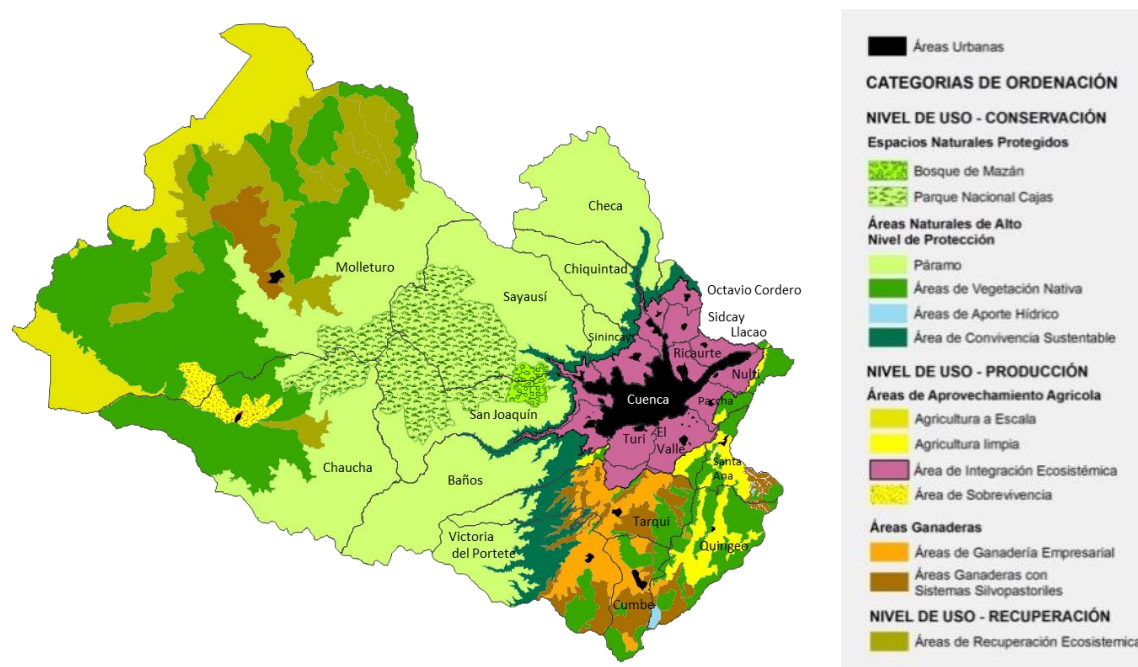 Checa
Chiquintad
Molleturo
Sayausí
Octavio Cordero
Sidcay
Llacao
Sinincay
Ricaurte
Nulti
Cuenca
Paccha
San Joaquín
Turi
El
Valle
Santa
Ana
Chaucha
Baños
Tarqui
Victoria
del Portete
Quingeo
Cumbe
Áreas Urbanas
CATEGORIAS DE ORDENACIÓN
NIVEL DE USO - CONSERVACIÓN
Espacios Naturales Protegidos
Bosque de Mazán
Parque Nacional Cajas
Áreas Naturales de Alto
Nivel de Protección
Páramo
Áreas de Vegetación Nativa
Áreas de Aporte Hídrico
Área de Convivencia Sustentable
NIVEL DE USO - PRODUCCIÓN
Áreas de Aprovechamiento Agricola
Agricultura a Escala
Agricultura limpia
Área de Integración Ecosistémica
Área de Sobrevivencia
Áreas Ganaderas
Áreas de Ganadería Empresarial
Áreas Ganaderas con
Sistemas Silvopastoriles
NIVEL DE USO - RECUPERACIÓN
Áreas de Recuperación Ecosistemica